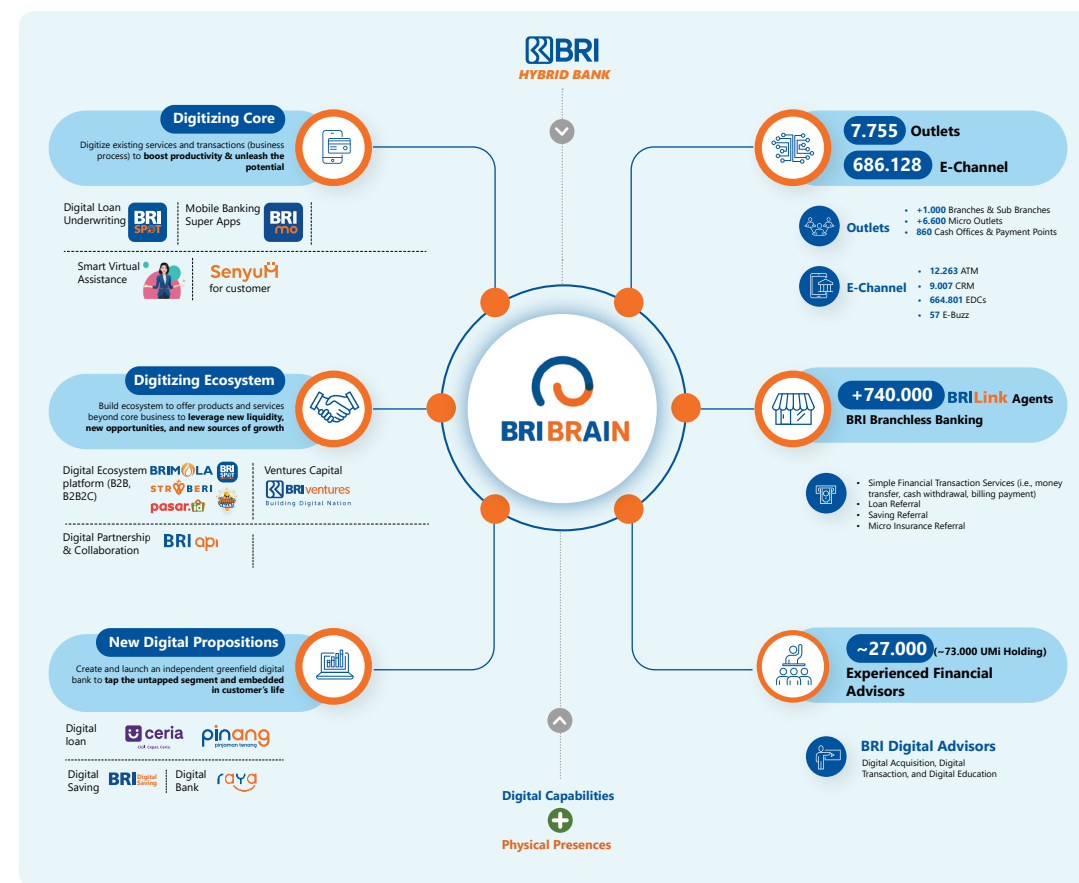 BRI
HYBRID BANK
Digitizing Core
Digitize existing services and transactions (business
process) to boost productivity & unleash the
potential
Digital Loan
Underwriting
BRI
SPOT
Mobile Banking
Super Apps
BRI
mo
Smart Virtual
Assistance
SenyuM
for customer
Digitizing Ecosystem
Build ecosystem to offer products and services
beyond core business to leverage new liquidity,
new opportunities, and new sources of growth
Digital Ecosystem
platform (B2B,
B2B2C)
BRIMOLA
BRI
SPOT
STROBERI
pasar.id
Ventures Capital
BRI ventures
Building Digital Nation
Digital Partnership
& Collaboration
BRI api
New Digital Propositions
Create and launch an independent greenfield digital
bank to tap the untapped segment and embedded
in customer's life
Digital
loan
ceria
Cicil. Cepat. Ceria.
pinang
pinjaman tenang
Digital
Saving
BRI Digital
Saving
Digital
Bank
raya
BRIBRAIN
Digital Capabilities
Physical Presences
7.755 Outlets
686.128 E-Channel
Outlets
• +1.000 Branches & Sub Branches
• +6.600 Micro Outlets
• 860 Cash Offices & Payment Points
E-Channel
• 12.263 ATM
• 9.007 CRM
• 664.801 EDCs
• 57 E-Buzz
+740.000 BRILink Agents
BRI Branchless Banking
• Simple Financial Transaction Services (i.e., money
transfer, cash withdrawal, billing payment)
• Loan Referral
• Saving Referral
• Micro Insurance Referral
~27.000 (~73.000 UMi Holding)
Experienced Financial
Advisors
BRI Digital Advisors
Digital Acquisition, Digital
Transaction, and Digital Education